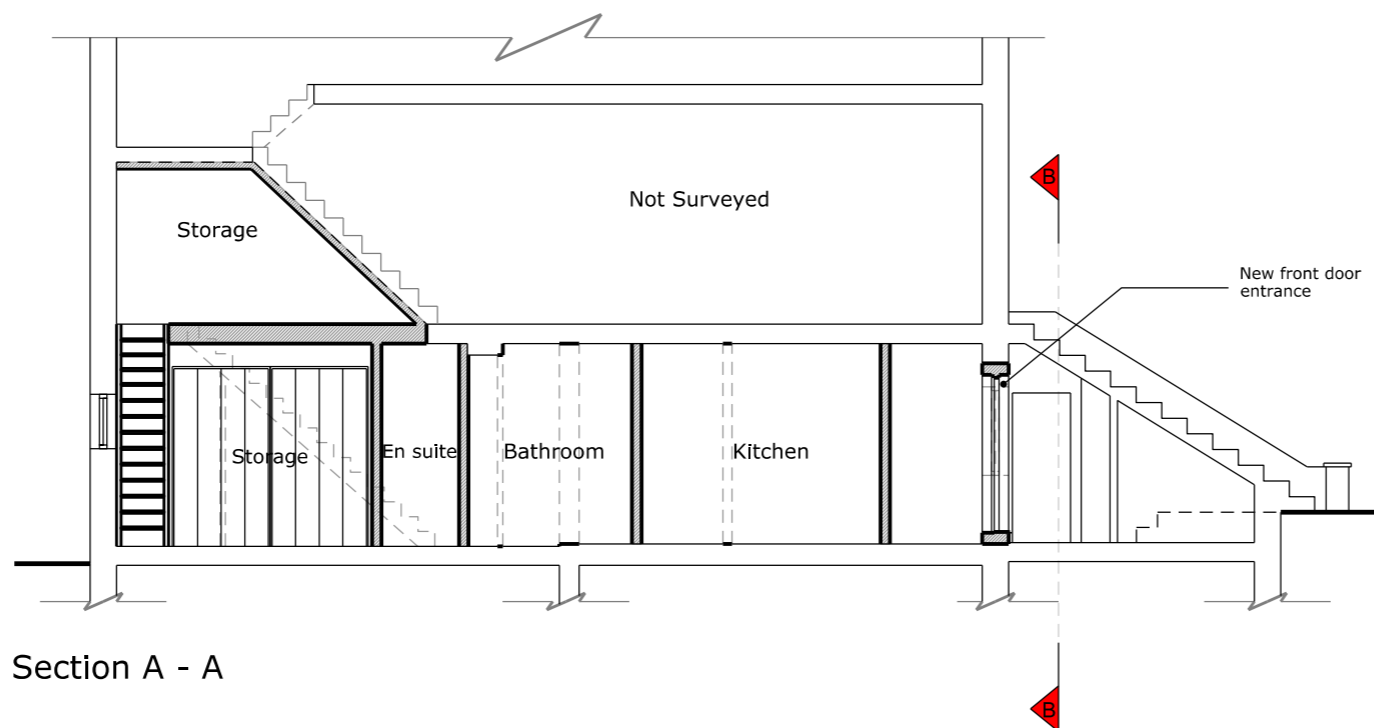 B
Not Surveyed
Storage
New front door
entrance
Storage
En suite
Bathroom
Kitchen
Section A - A
B